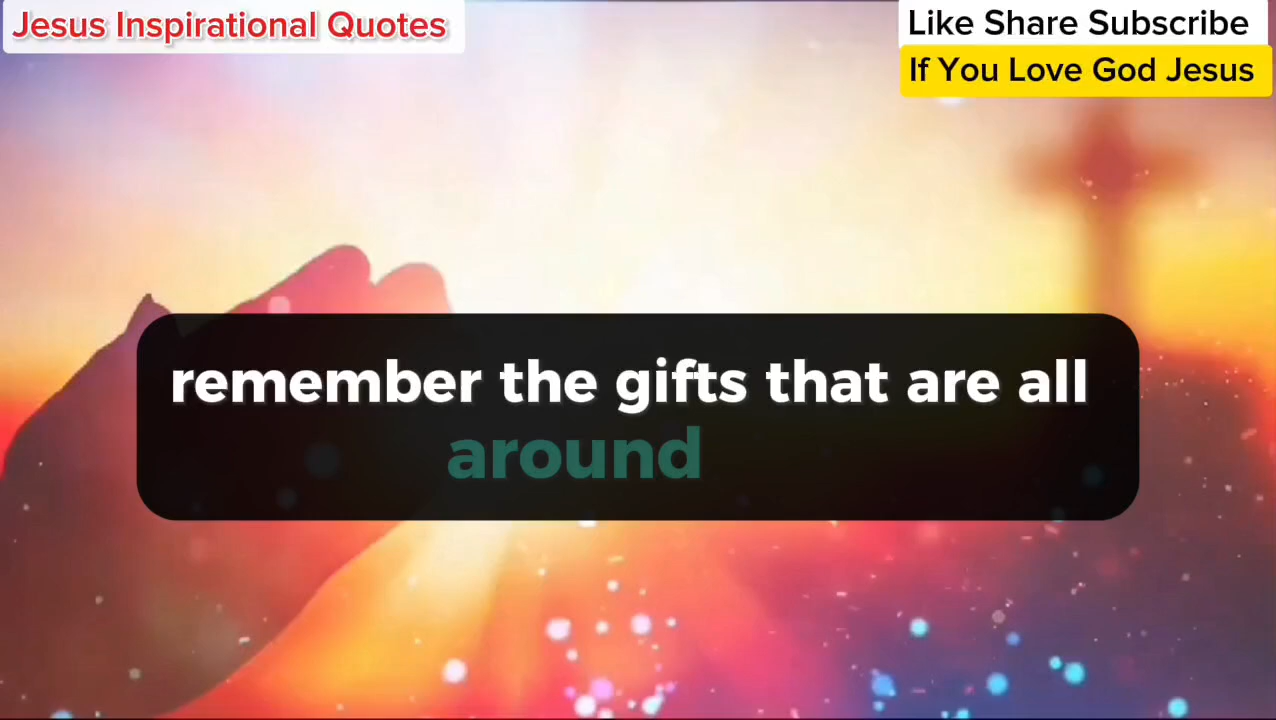 Jesus Inspirational Quotes
Like Share Subscribe
If You Love God Jesus
remember the gifts that are all
around